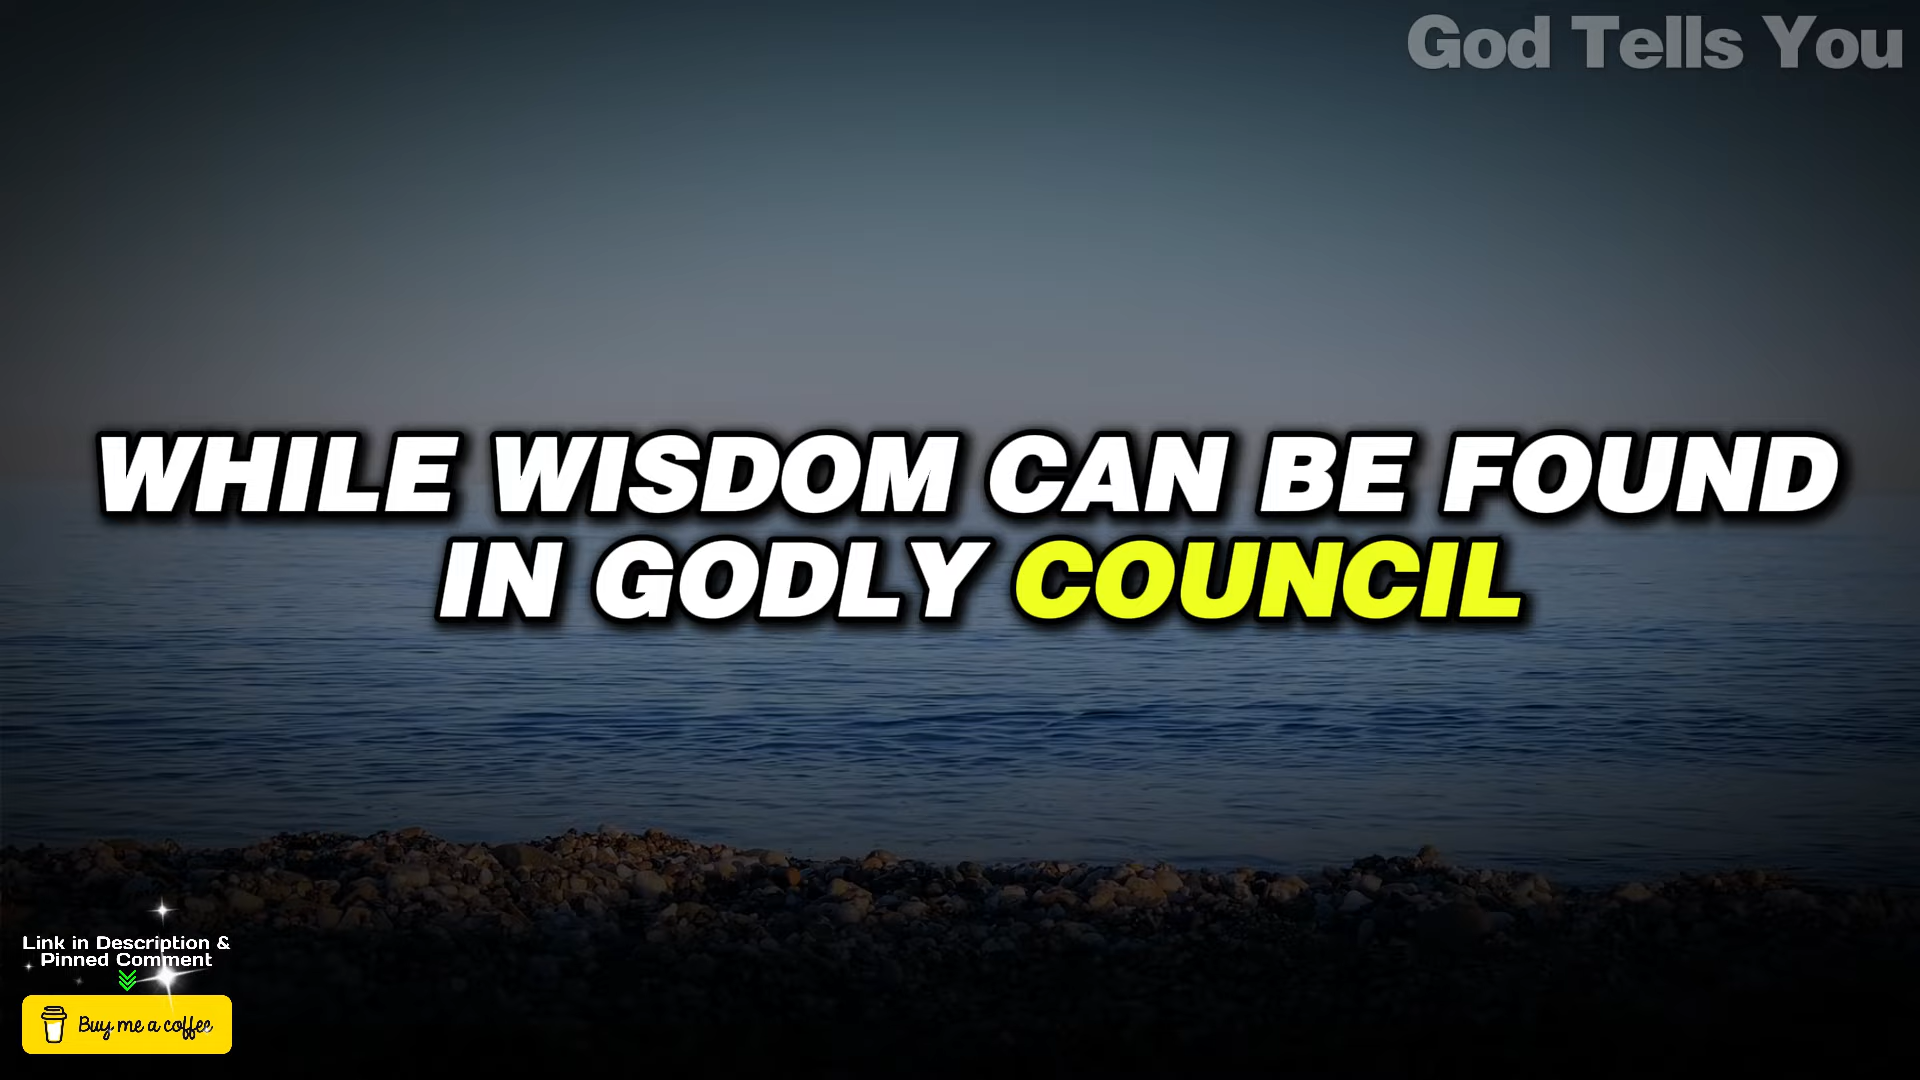 God Tells You
WHILE WISDOM CAN BE FOUND
IN GODLY COUNCIL
Link in Description &
Pinned Comment
Buy me a coffee